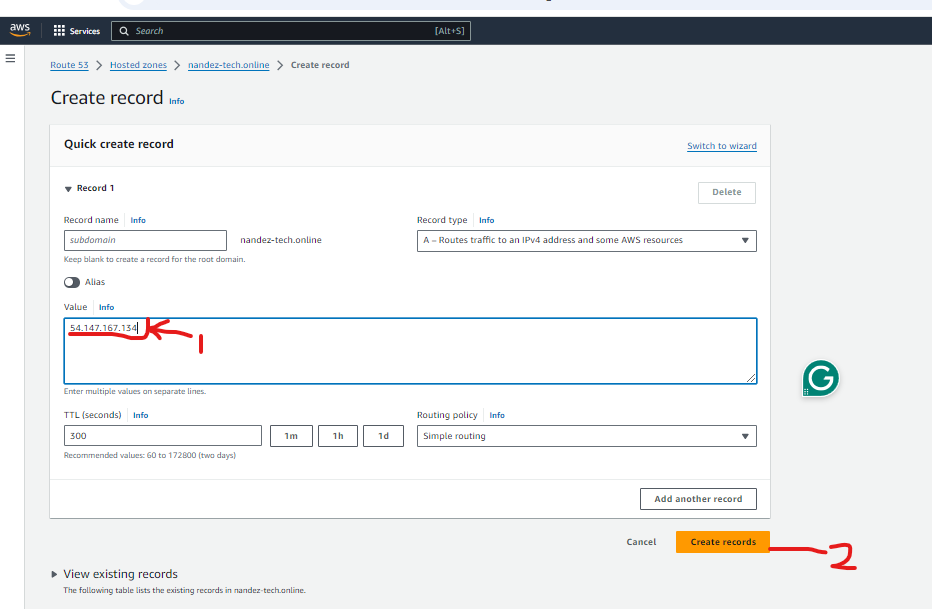 aws
Services
Search
[Alt+S]
Route 53 > Hosted zones > nandez-tech.online > Create record
Create record Info
Quick create record
Switch to wizard
Record 1
Delete
Record name Info
Record type Info
subdomain
nandez-tech.online
A – Routes traffic to an IPv4 address and some AWS resources
Keep blank to create a record for the root domain.
Alias
Value Info
54.147.167.134
1
Enter multiple values on separate lines.
G
TTL (seconds) Info
Routing policy Info
300
1m
1h
1d
Simple routing
Recommended values: 60 to 172800 (two days)
Add another record
Cancel
Create records
2
View existing records
The following table lists the existing records in nandez-tech.online.